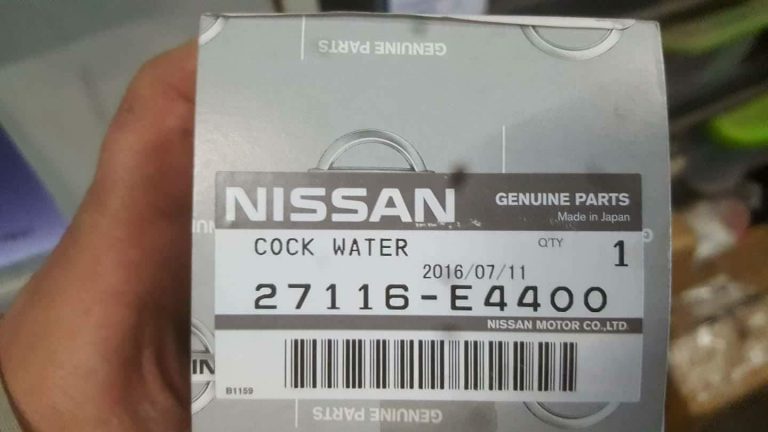 GENUINE PARTS
NISSAN
GENUINE PARTS
Made in Japan
COCK WATER
Q'TY
1
2016/07/11
27116-E4400
NISSAN MOTOR CO.,LTD.
B1159
GENUINE PARTS